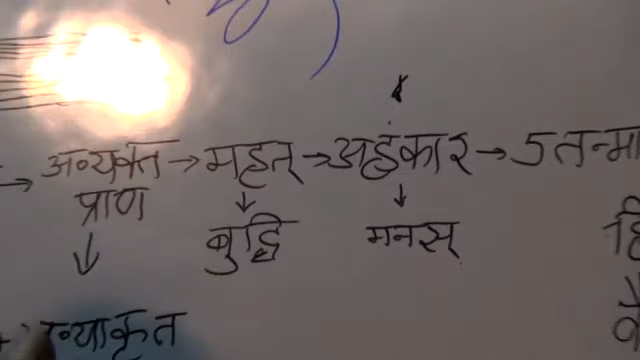 → अव्यक्त → महत् → अहंकार → 5 तन्मा
प्राण ↓ ↓
↓ बुद्धि मनस्
व्याकृत